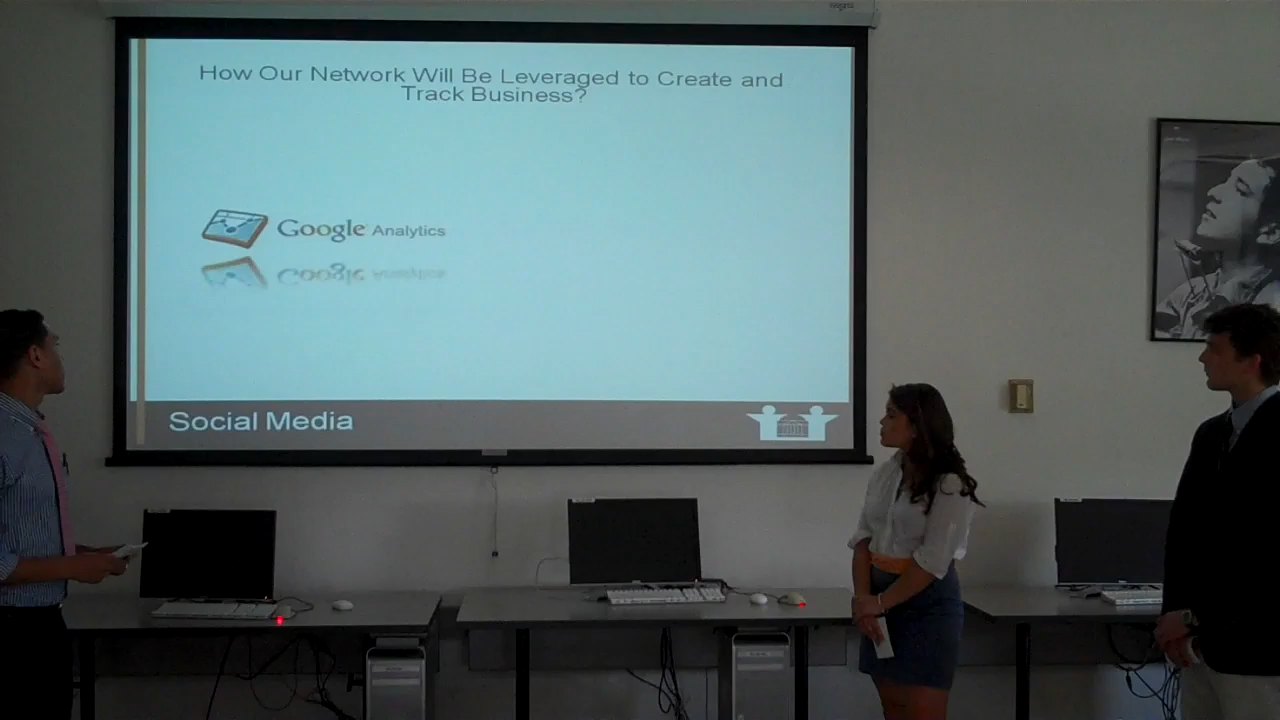 How Our Network Will Be Leveraged to Create and
Track Business?
Google Analytics
Social Media